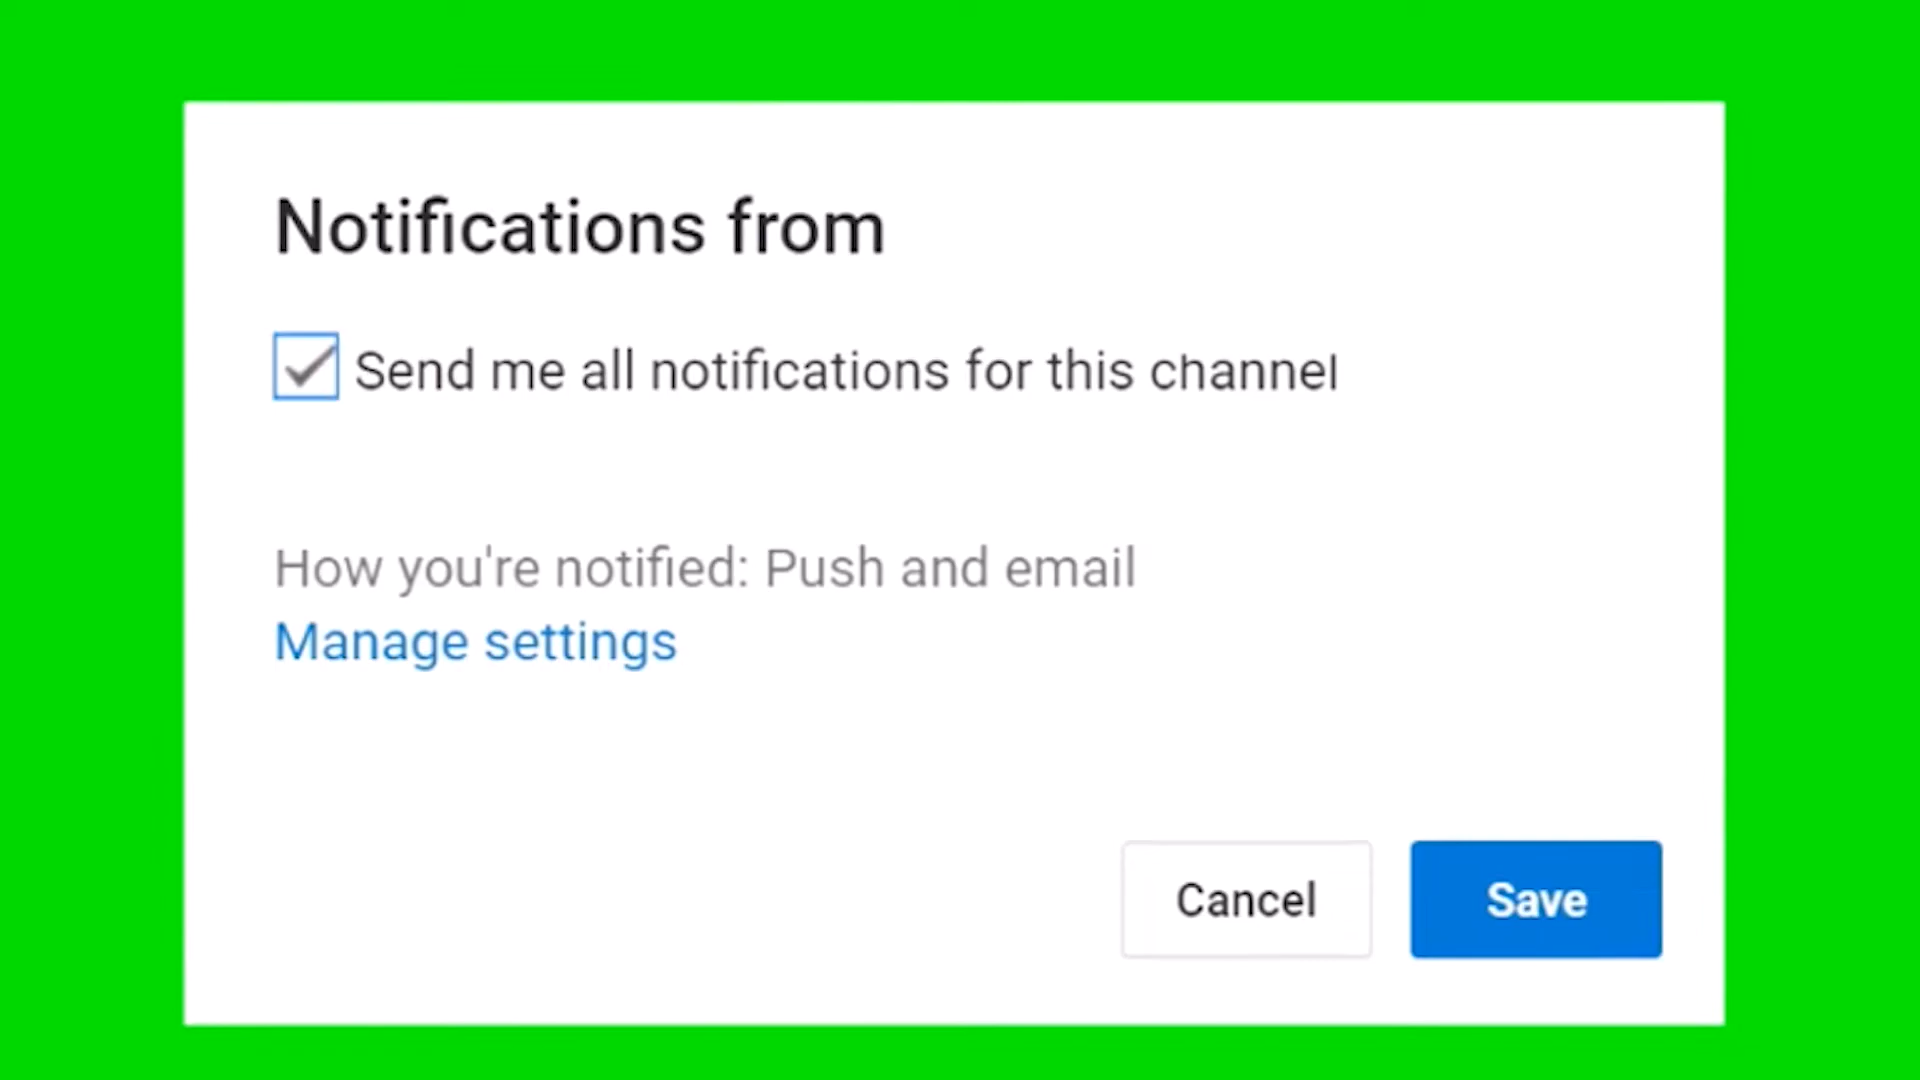 Notifications from
Send me all notifications for this channel
How you're notified: Push and email
Manage settings
Cancel
Save